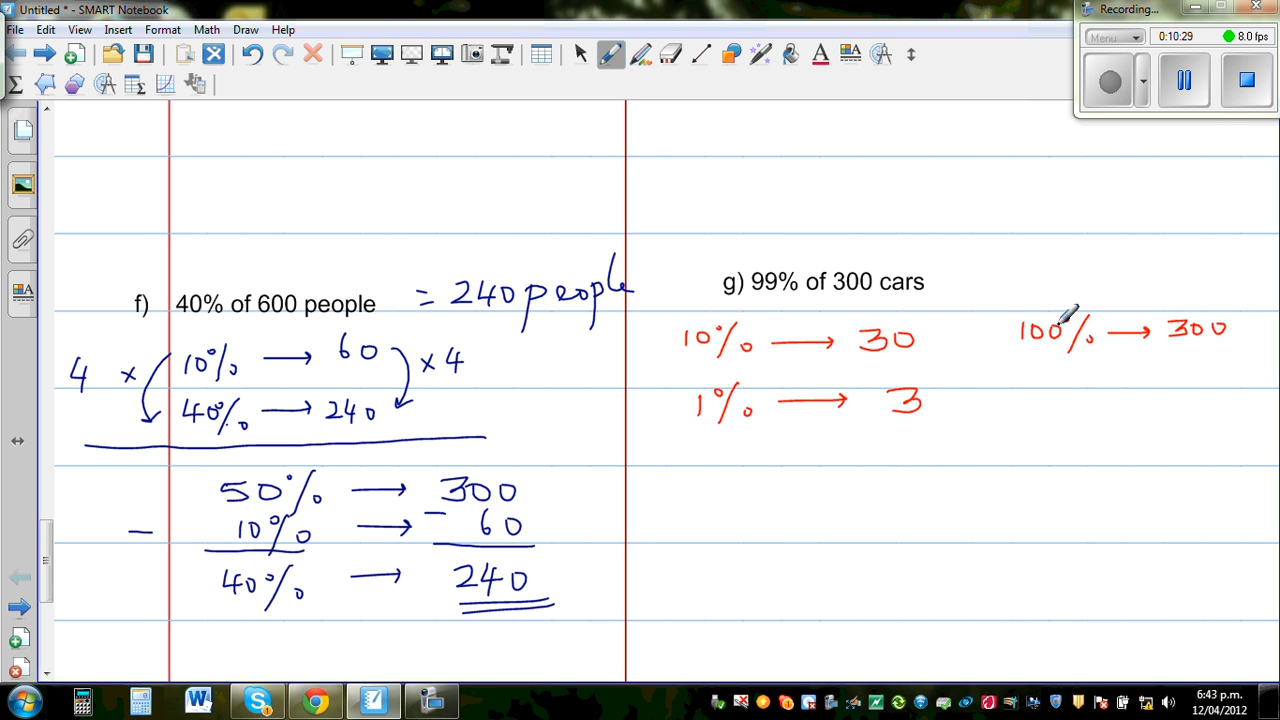 Untitled * - SMART Notebook
File Edit View Insert Format Tools Draw Help
Recording...
Menu
0:10:29
8.0 fps
f) 40% of 600 people = 240 people
4 × 10% → 60 × 4
40% → 240
50% → 300
- 10% → - 60
40% → 240
g) 99% of 300 cars
10% → 30
100% → 300
1% → 3
6:43 p.m.
12/04/2012